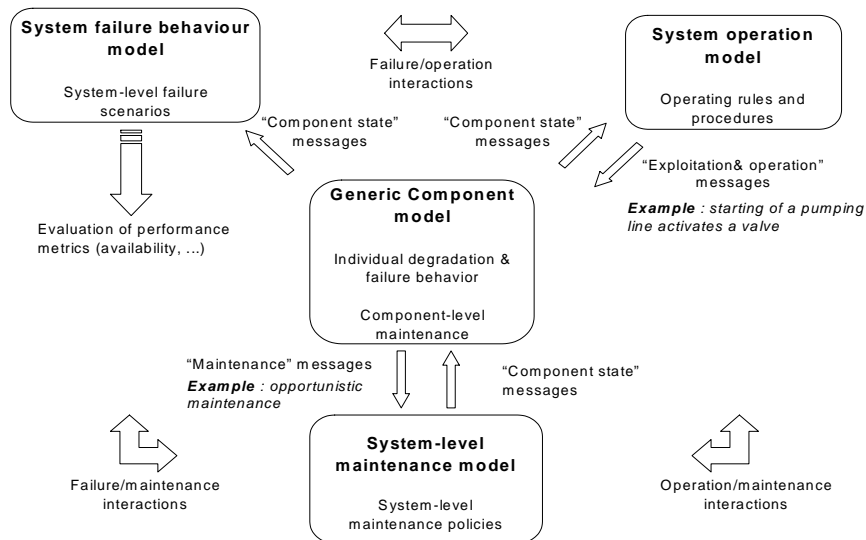 System failure behaviour
model
System-level failure
scenarios
Failure/operation
interactions
System operation
model
Operating rules and
procedures
“Component state”
messages
“Component state”
messages
“Exploitation& operation”
messages
Example : starting of a pumping
line activates a valve
Evaluation of performance
metrics (availability, ...)
Generic Component
model
Individual degradation &
failure behavior
Component-level
maintenance
“Maintenance” messages
Example : opportunistic
maintenance
“Component state”
messages
System-level
maintenance model
System-level
maintenance policies
Failure/maintenance
interactions
Operation/maintenance
interactions